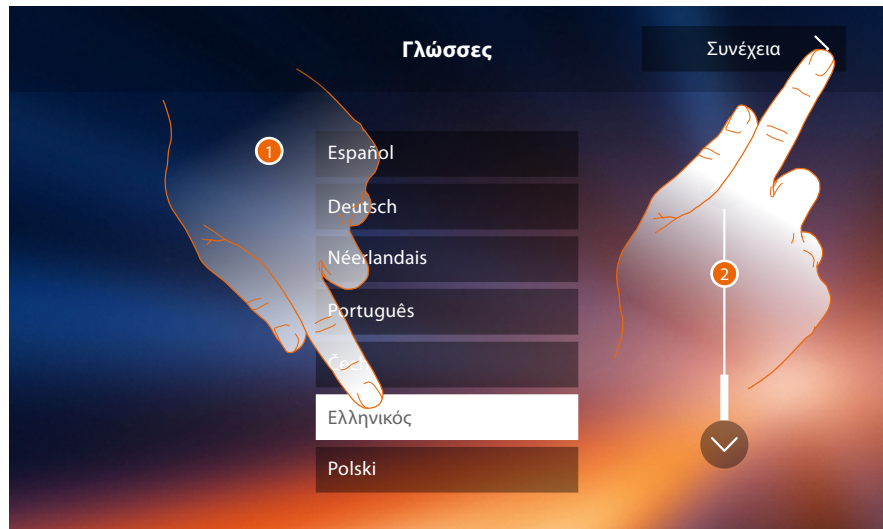 Γλώσσες
Συνέχεια
1
Español
Deutsch
Néerlandais
2
Português
Ελληνικός
Polski